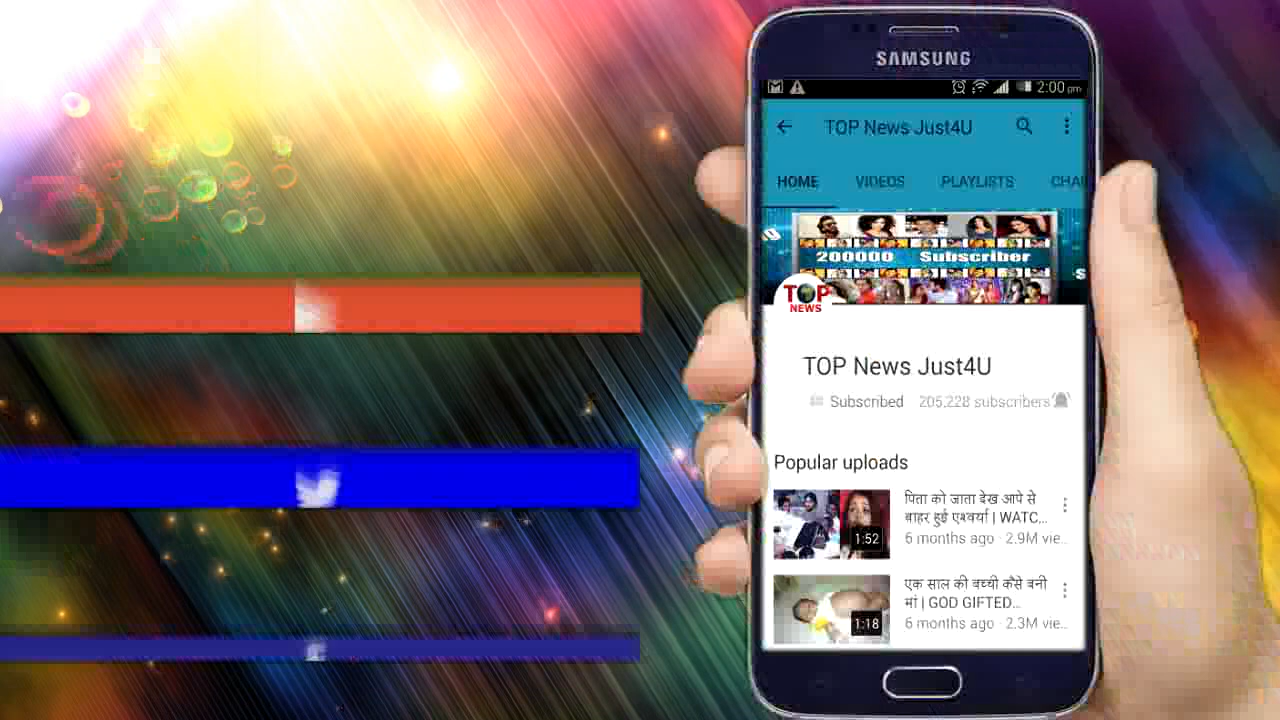 SAMSUNG
2:00 pm
TOP News Just4U
HOME VIDEOS PLAYLISTS CHA
200000 Subscriber
TOP
NEWS
TOP News Just4U
Subscribed 205,228 subscribers
Popular uploads
पिता को जाता देख आपे से
बाहर हुई एश्वर्या | WATC...
6 months ago · 2.9M vie..
1:52
एक साल की बच्ची कैसे बनी
मां | GOD GIFTED...
6 months ago · 2.3M vie..
1:18